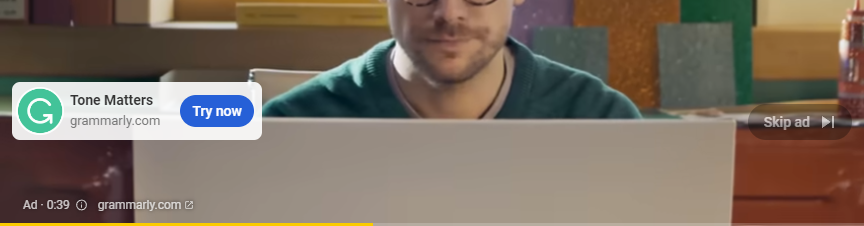 Tone Matters
grammarly.com
Try now
Skip ad
Ad · 0:39
grammarly.com